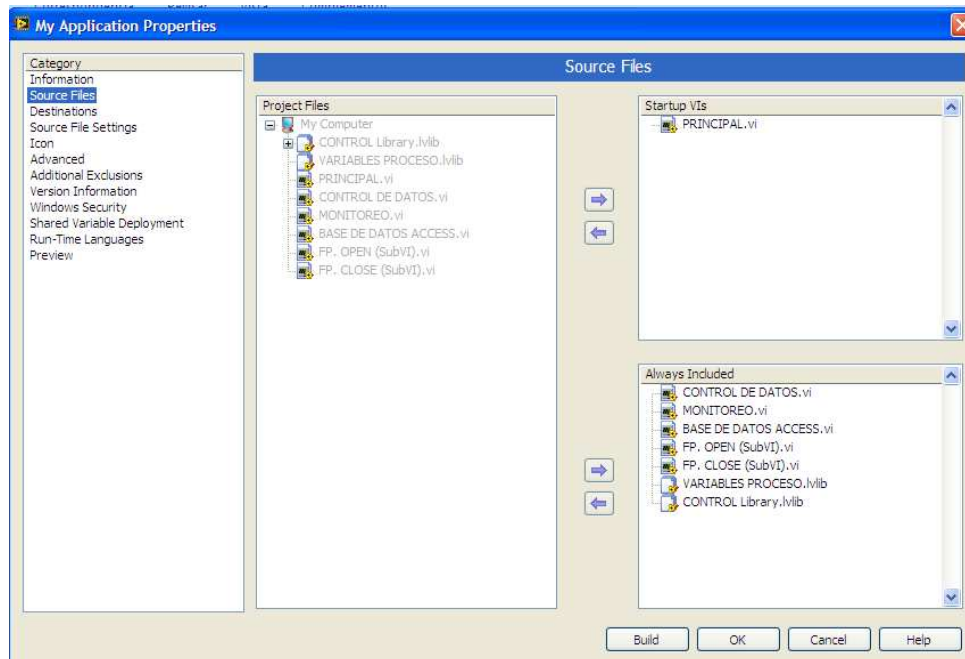 My Application Properties
Category
Information
Source Files
Destinations
Source File Settings
Icon
Advanced
Additional Exclusions
Version Information
Windows Security
Shared Variable Deployment
Run-Time Languages
Preview
Source Files
Project Files
My Computer
CONTROL Library.lvlib
VARIABLES PROCESO.lvlib
PRINCIPAL.vi
CONTROL DE DATOS.vi
MONITOREO.vi
BASE DE DATOS ACCESS.vi
FP. OPEN (SubVI).vi
FP. CLOSE (SubVI).vi
Startup VIs
PRINCIPAL.vi
Always Included
CONTROL DE DATOS.vi
MONITOREO.vi
BASE DE DATOS ACCESS.vi
FP. OPEN (SubVI).vi
FP. CLOSE (SubVI).vi
VARIABLES PROCESO.lvlib
CONTROL Library.lvlib
Build
OK
Cancel
Help